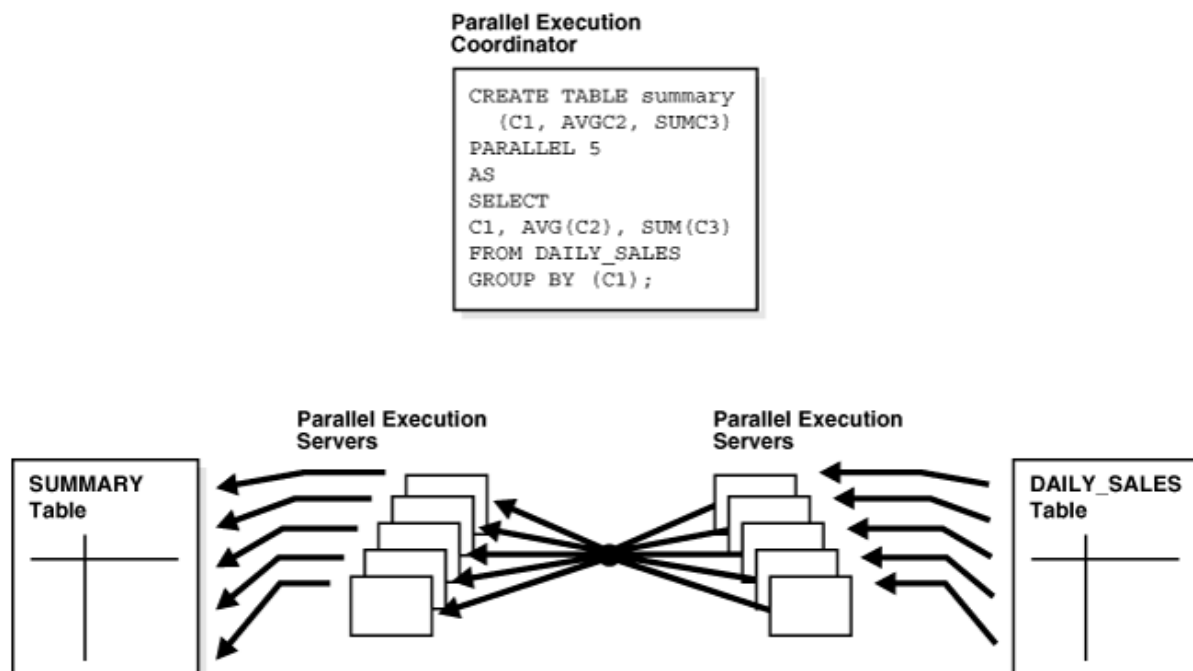 Parallel Execution
Coordinator
CREATE TABLE summary
(C1, AVGC2, SUMC3)
PARALLEL 5
AS
SELECT
C1, AVG(C2), SUM(C3)
FROM DAILY_SALES
GROUP BY (C1);
Parallel Execution
Servers
Parallel Execution
Servers
SUMMARY
Table
DAILY_SALES
Table